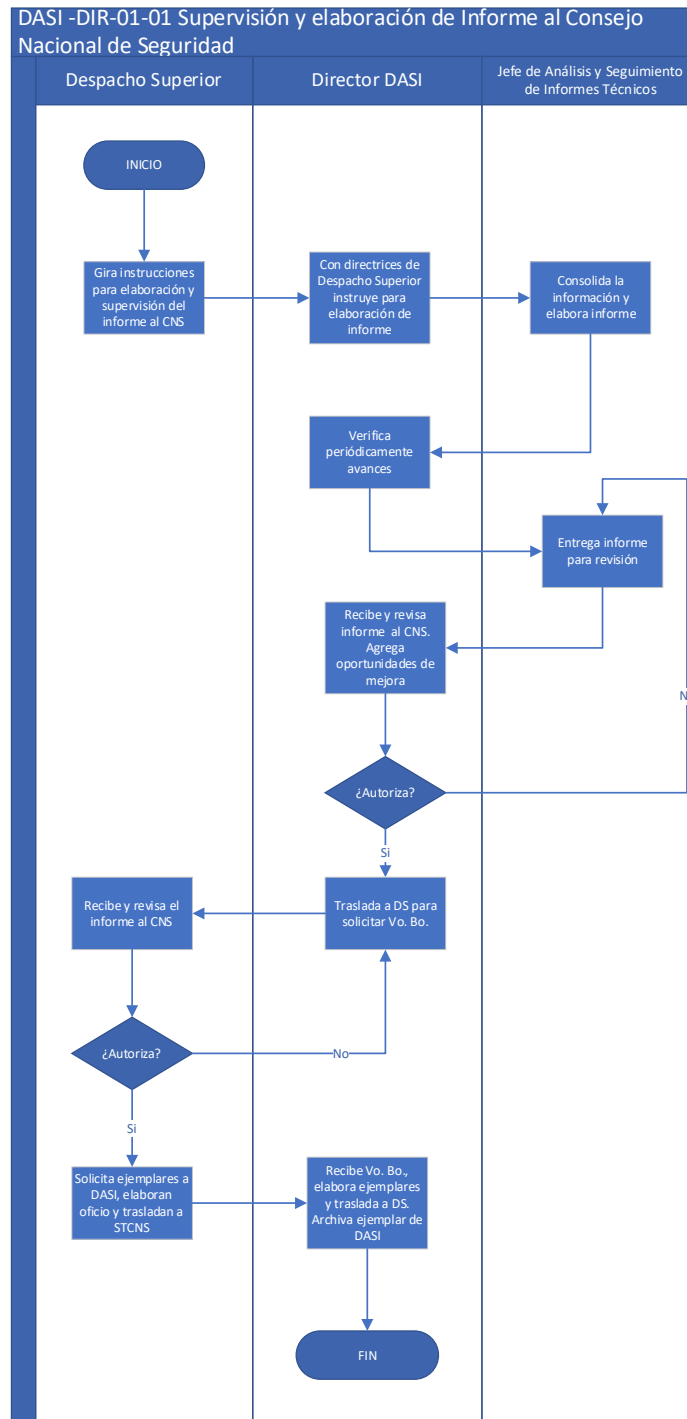 DASI -DIR-01-01 Supervisión y elaboración de Informe al Consejo
Nacional de Seguridad
Despacho Superior
Director DASI
Jefe de Análisis y Seguimiento
de Informes Técnicos
INICIO
Gira instrucciones
para elaboración y
supervisión del
informe al CNS
Con directrices de
Despacho Superior
instruye para
elaboración de
informe
Consolida la
información y
elabora informe
Verifica
periódicamente
avances
Entrega informe
para revisión
Recibe y revisa
informe al CNS.
Agrega
oportunidades de
mejora
N
¿Autoriza?
Si
Traslada a DS para
solicitar Vo. Bo.
Recibe y revisa el
informe al CNS
¿Autoriza?
No
Si
Solicita ejemplares a
DASI, elaboran
oficio y trasladan a
STCNS
Recibe Vo. Bo.,
elabora ejemplares
y traslada a DS.
Archiva ejemplar de
DASI
FIN